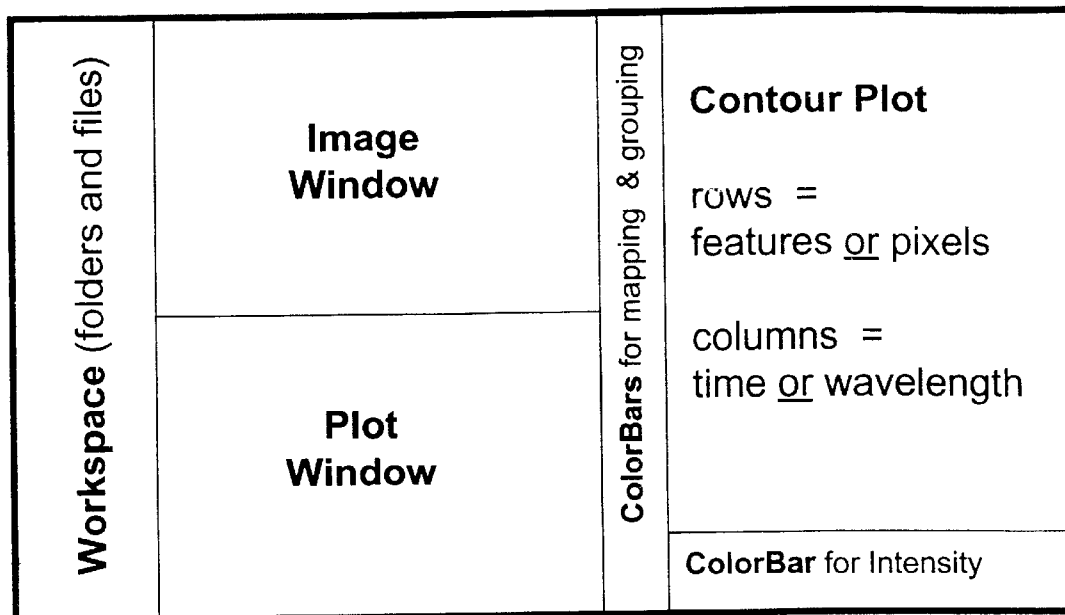 Workspace (folders and files)
Image
Window
Plot
Window
ColorBars for mapping & grouping
Contour Plot
rows =
features or pixels
columns =
time or wavelength
ColorBar for Intensity